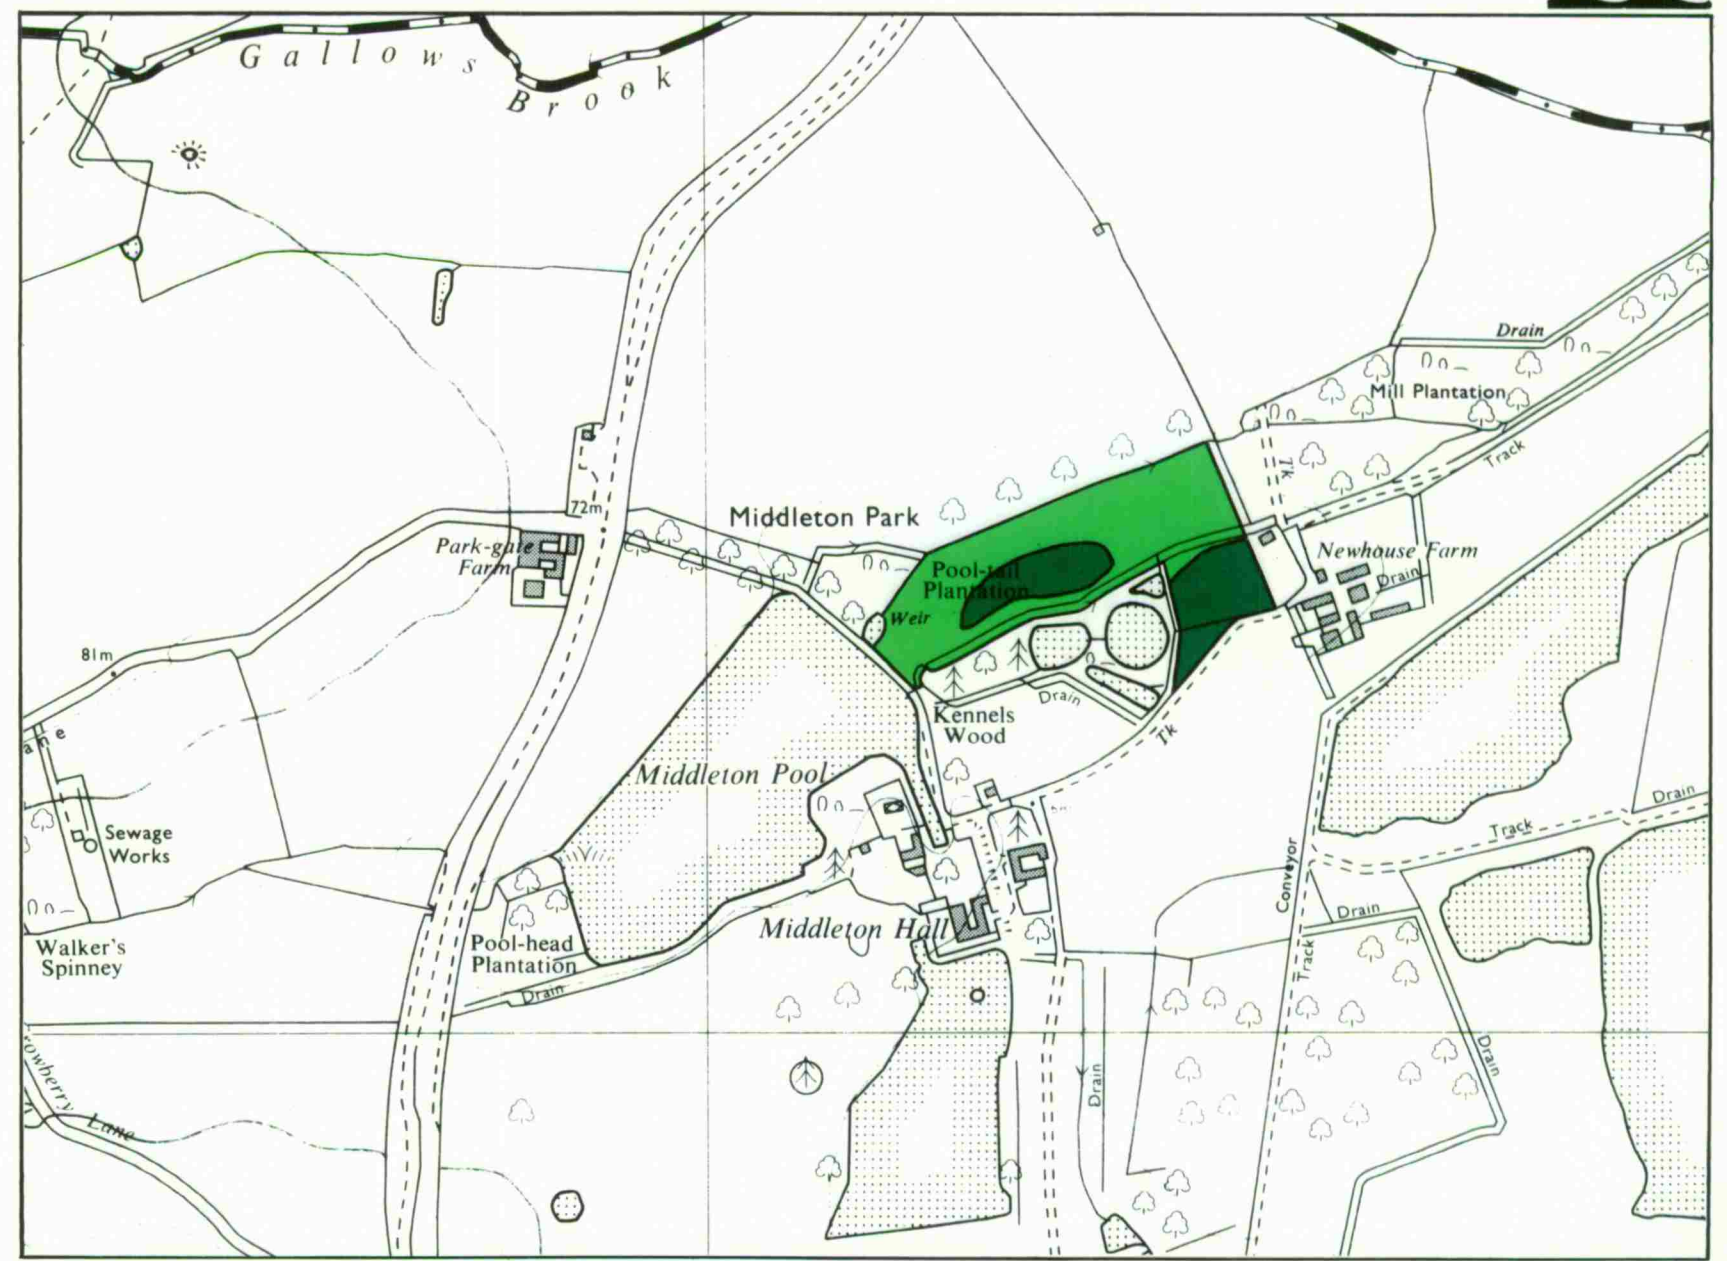 Gallows
Brook
Drain
Mill Plantation
Track
Tk
72m
Middleton Park
Park-gate
Farm
Newhouse Farm
Drain
Pool-tail
Plantation
Weir
81m
Drain
Kennels
Wood
Tk
ane
Middleton Pool
Sewage
Works
Drain
Track
Conveyor
Drain
Walker's
Spinney
Pool-head
Plantation
Middleton Hall
Track
Drain
Drain
Drain
rowberry Lane